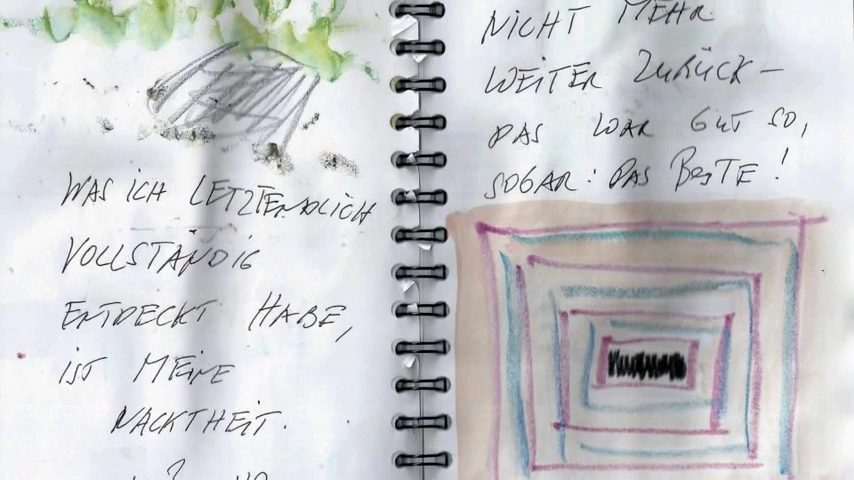 WAS ICH LETZTENDLICH
VOLLSTÄNDIG
ENTDECKT HABE,
IST MEINE
NACKTHEIT.
NICHT MEHR
WEITER ZURÜCK —
DAS WAR GUT SO,
SOGAR: DAS BESTE!